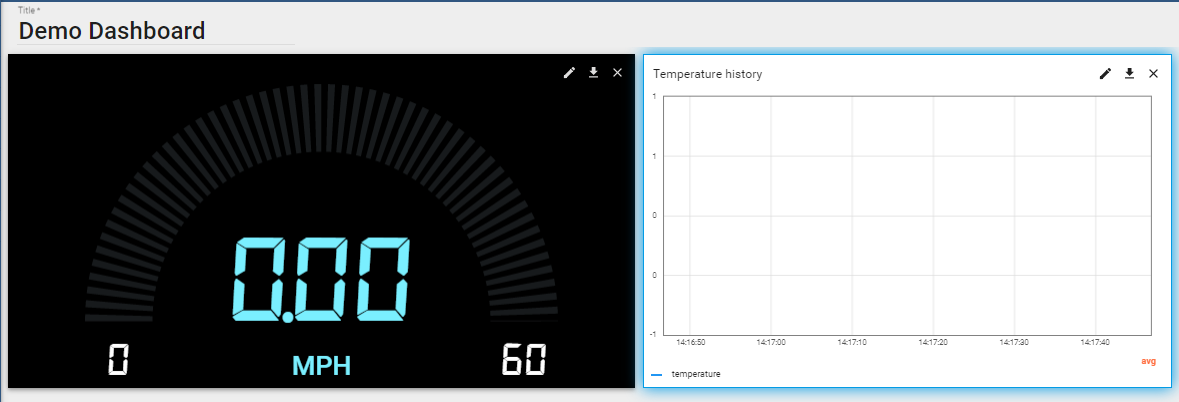 Title *
Demo Dashboard
0.00
0
MPH
60
Temperature history
1
1
0
0
-1
14:16:50 14:17:00 14:17:10 14:17:20 14:17:30 14:17:40
avg
temperature